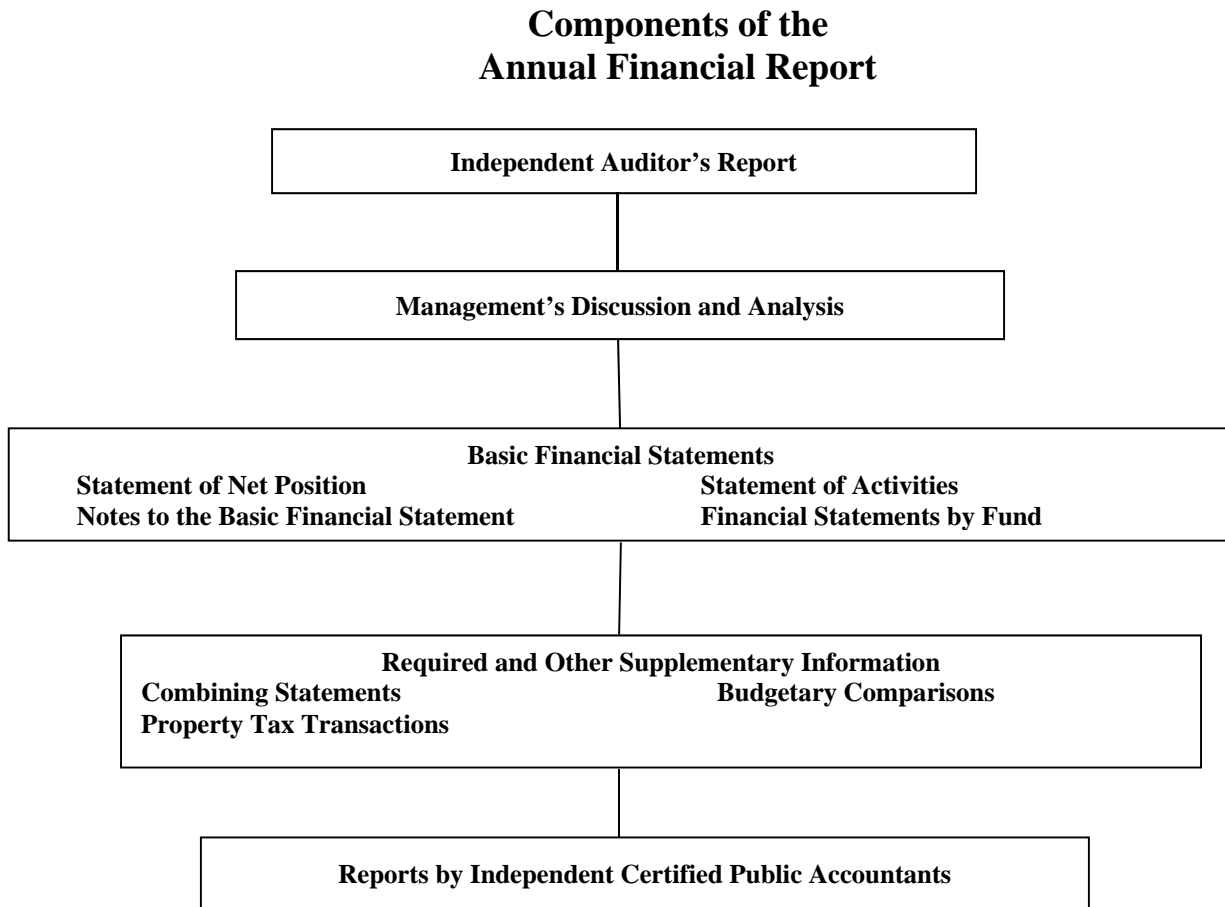 Components of the
Annual Financial Report
Independent Auditor’s Report
Management’s Discussion and Analysis
Basic Financial Statements
Statement of Net Position Statement of Activities
Notes to the Basic Financial Statement Financial Statements by Fund
Required and Other Supplementary Information
Combining Statements Budgetary Comparisons
Property Tax Transactions
Reports by Independent Certified Public Accountants